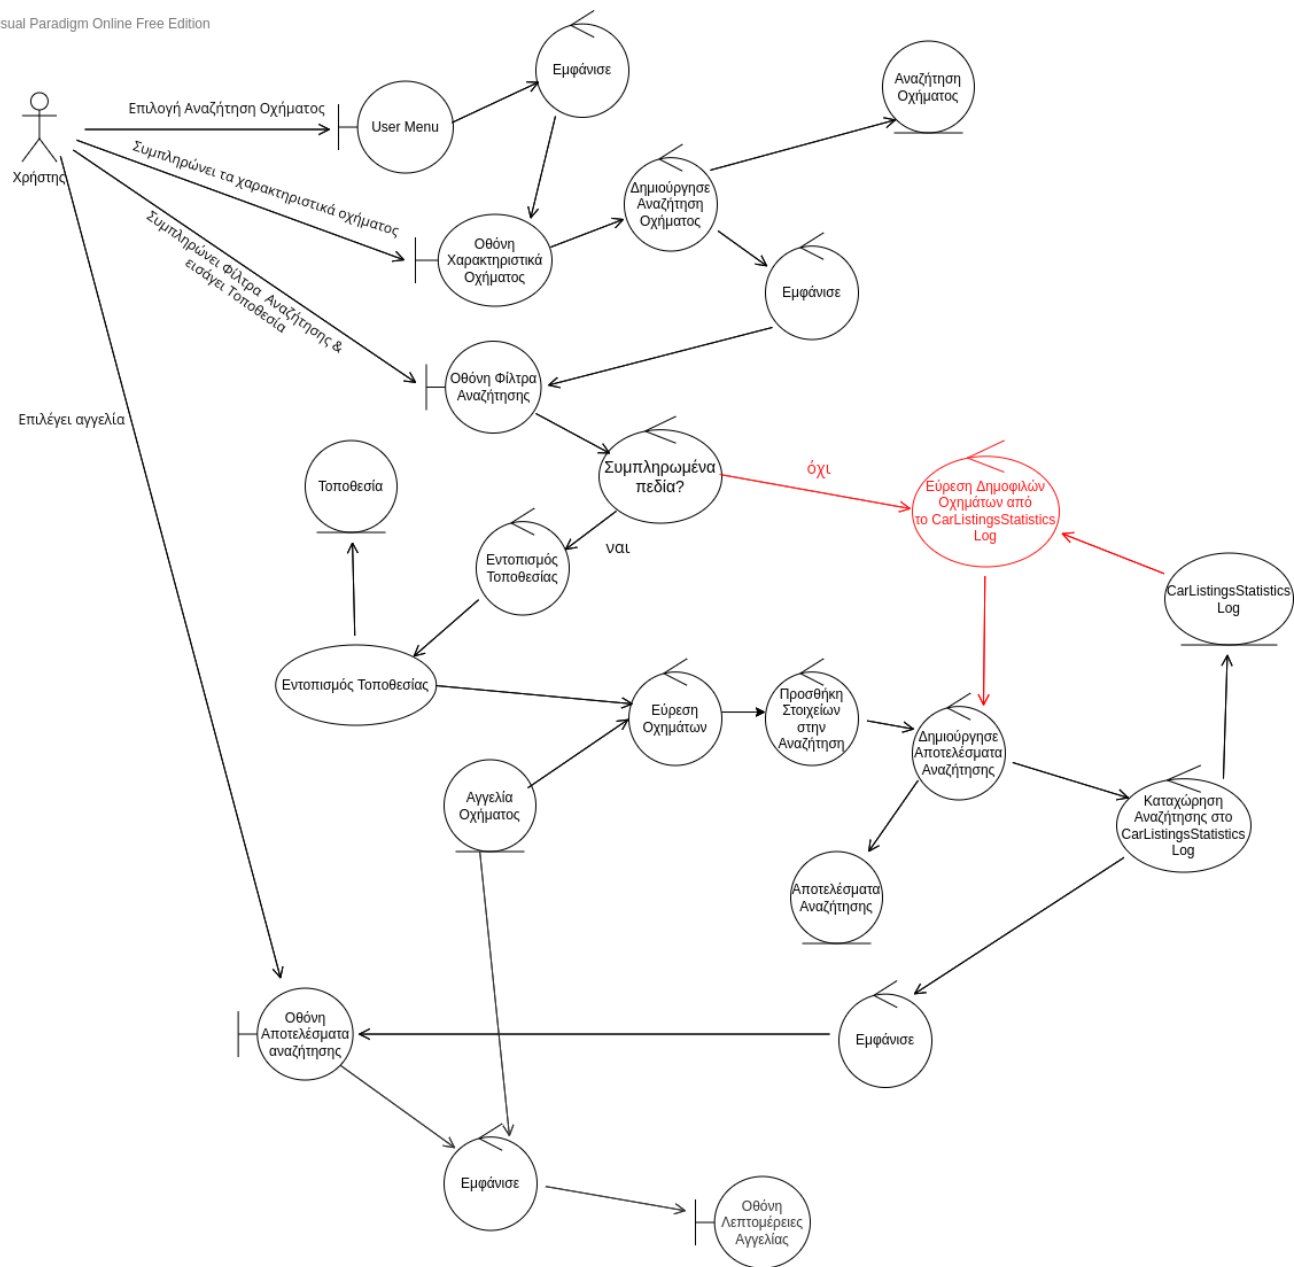 sual Paradigm Online Free Edition
Εμφάνισε
Αναζήτηση
Οχήματος
Επιλογή Αναζήτηση Οχήματος
User Menu
Χρήστης
Συμπληρώνει τα χαρακτηριστικά οχήματος
Δημιούργησε
Αναζήτηση
Οχήματος
Οθόνη
Χαρακτηριστικά
Οχήματος
Συμπληρώνει Φίλτρα Αναζήτησης &
εισάγει Τοποθεσία
Εμφάνισε
Οθόνη Φίλτρα
Αναζήτησης
Επιλέγει αγγελία
Συμπληρωμένα
πεδία?
όχι
Τοποθεσία
Εύρεση Δημοφιλών
Οχημάτων από
το CarListingsStatistics
Log
ναι
Εντοπισμός
Τοποθεσίας
CarListingsStatistics
Log
Εντοπισμός Τοποθεσίας
Εύρεση
Οχημάτων
Προσθήκη
Στοιχείων
στην
Αναζήτηση
Δημιούργησε
Αποτελέσματα
Αναζήτησης
Αγγελία
Οχήματος
Καταχώρηση
Αναζήτησης στο
CarListingsStatistics
Log
Αποτελέσματα
Αναζήτησης
Οθόνη
Αποτελέσματα
αναζήτησης
Εμφάνισε
Εμφάνισε
Οθόνη
Λεπτομέρειες
Αγγελίας